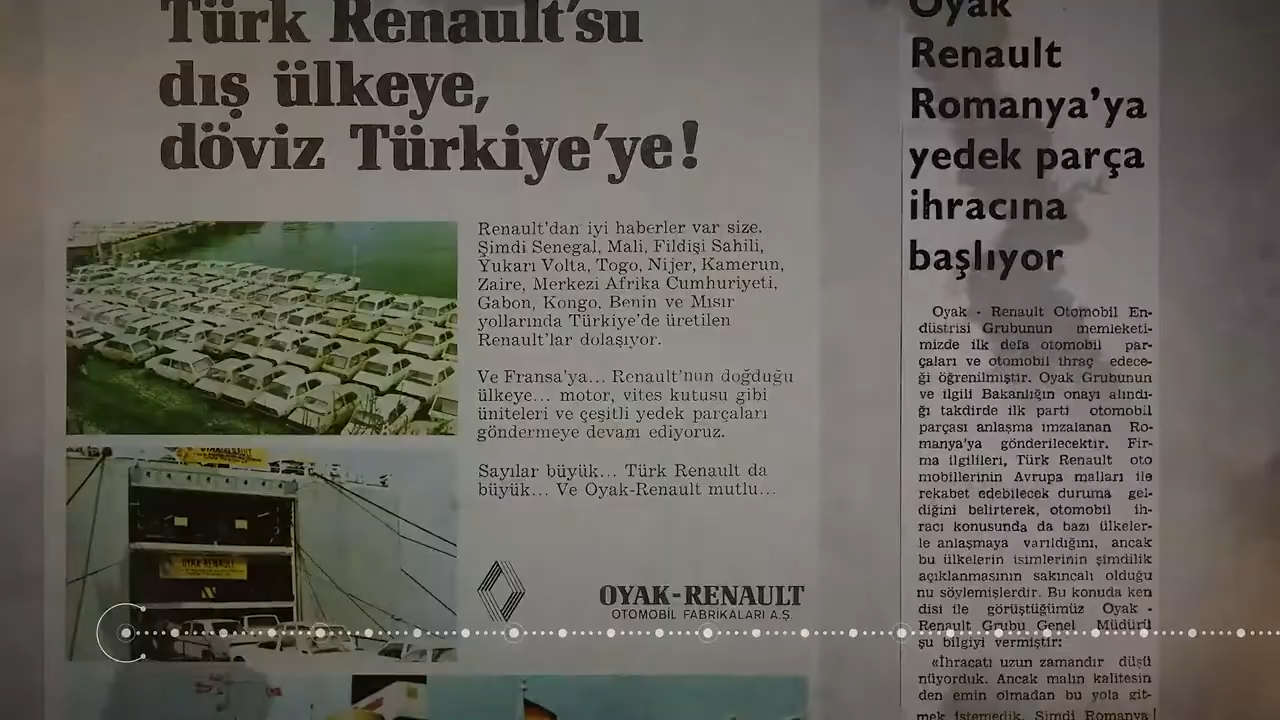 Türk Renault'su
dış ülkeye,
döviz Türkiye'ye!
Renault'dan iyi haberler var size.
Şimdi Senegal, Mali, Fildişi Sahili,
Yukarı Volta, Togo, Nijer, Kamerun,
Zaire, Merkezi Afrika Cumhuriyeti,
Gabon, Kongo, Benin ve Mısır
yollarında Türkiye'de üretilen
Renault'lar dolaşıyor.
Ve Fransa'ya... Renault'nun doğduğu
ülkeye... motor, vites kutusu gibi
üniteleri ve çeşitli yedek parçaları
göndermeye devam ediyoruz.
Sayılar büyük... Türk Renault da
büyük... Ve Oyak-Renault mutlu...
OYAK-RENAULT
OYAK-RENAULT
OYAK-RENAULT
OTOMOBİL FABRİKALARI A.Ş.
Oyak
Renault
Romanya'ya
yedek parça
ihracına
başlıyor
Oyak - Renault Otomobil En-
düstrisi Grubunun memleketi-
mizde ilk defa otomobil par-
çaları ve otomobil ihraç edece-
ği öğrenilmiştir. Oyak Grubunun
ve ilgili Bakanlığın onayı alındı-
ğı takdirde ilk parti otomobil
parçası anlaşma imzalanan Ro-
manya'ya gönderilecektir. Fir-
ma ilgilileri, Türk Renault oto
mobillerinin Avrupa malları ile
rekabet edebilecek duruma gel-
diğini belirterek, otomobil ih-
racı konusunda da bazı ülkeler-
le anlaşmaya varıldığını, ancak
bu ülkelerin isimlerinin şimdilik
açıklanmasının sakıncalı olduğu
nu söylemişlerdir. Bu konuda ken
disi ile görüştüğümüz Oyak -
Renault Grubu Genel Müdürü
şu bilgiyi vermiştir:
«İhracatı uzun zamandır düşü
nüyorduk. Ancak malın kalitesin
den emin olmadan bu yola git-
mek istemedik. Şimdi Romanya